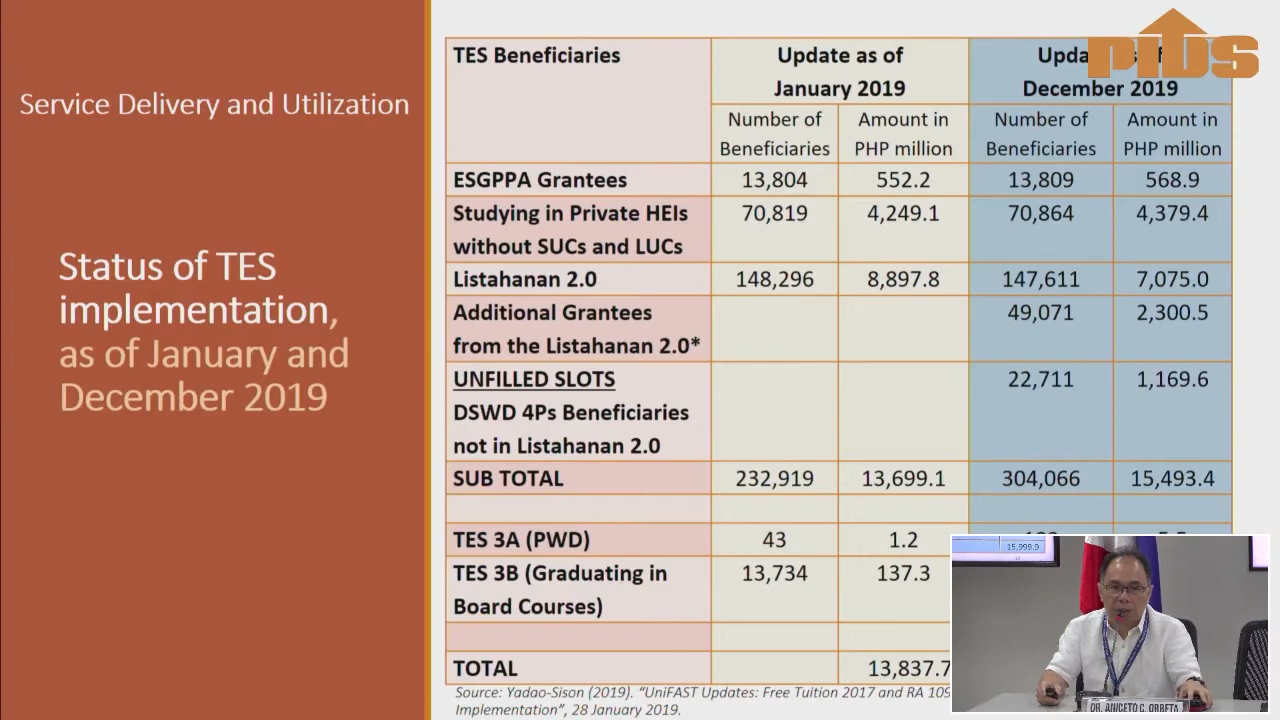 PIDS
Service Delivery and Utilization
Status of TES
implementation,
as of January and
December 2019
TES Beneficiaries
Update as of
January 2019
December 2019
Number of
Beneficiaries
Amount in
PHP million
Number of
Beneficiaries
Amount in
PHP million
ESGPPA Grantees 13,804 552.2 13,809 568.9
Studying in Private HEIs 70,819 4,249.1 70,864 4,379.4
without SUCs and LUCs
Listahanan 2.0 148,296 8,897.8 147,611 7,075.0
Additional Grantees 49,071 2,300.5
from the Listahanan 2.0*
UNFILLED SLOTS 22,711 1,169.6
DSWD 4Ps Beneficiaries
not in Listahanan 2.0
SUB TOTAL 232,919 13,699.1 304,066 15,493.4
TES 3A (PWD) 43 1.2
TES 3B (Graduating in 13,734 137.3
Board Courses)
TOTAL 13,837.7
Source: Yadao-Sison (2019). "UniFAST Updates: Free Tuition 2017 and RA 109
Implementation", 28 January 2019.
15,999.9
DR. ANICETO C. ORBETA